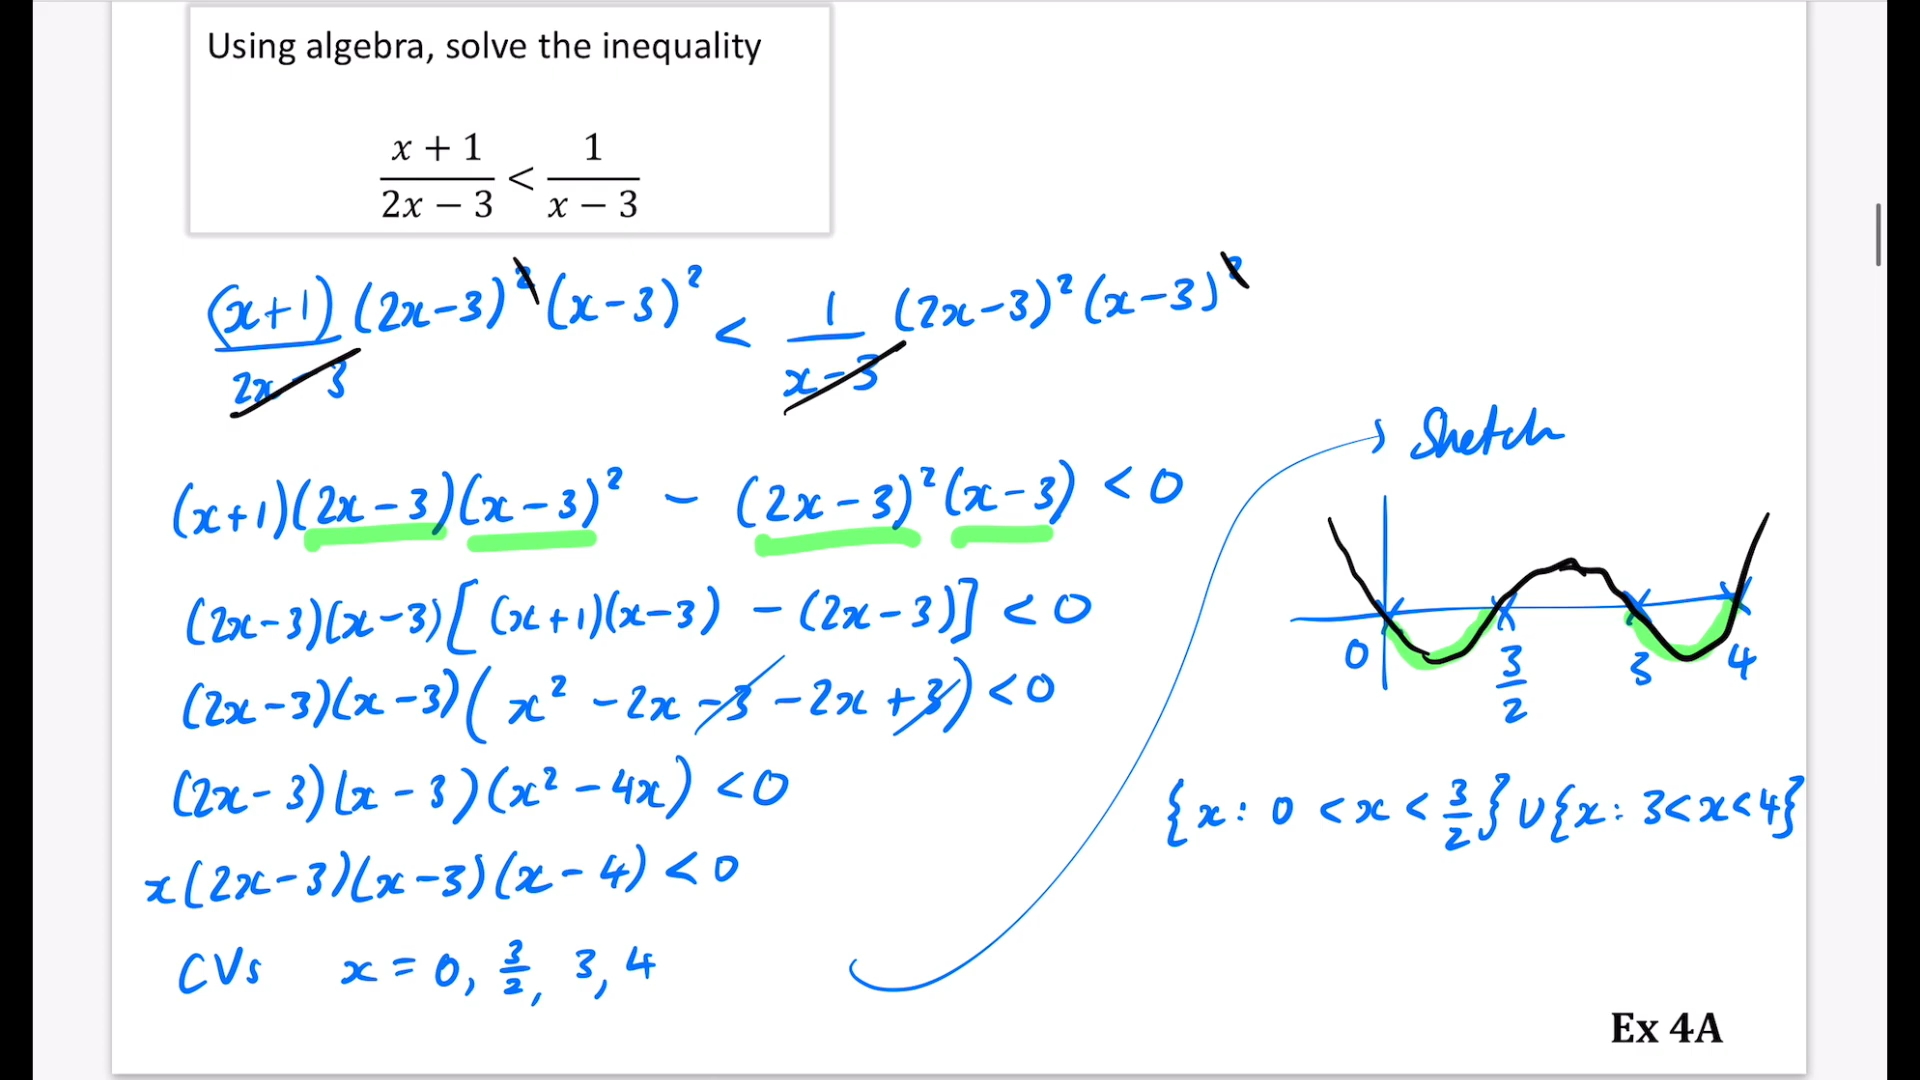 Using algebra, solve the inequality
x + 1 / 2x − 3 < 1 / x − 3
(x+1) / 2x−3 (2x−3)² (x−3)² < 1 / x−3 (2x−3)² (x−3)²
(x+1)(2x−3)(x−3)² − (2x−3)²(x−3) < 0
(2x−3)(x−3)[(x+1)(x−3) − (2x−3)] < 0
(2x−3)(x−3)(x² − 2x −3 − 2x +3) < 0
(2x−3)(x−3)(x² − 4x) < 0
x(2x−3)(x−3)(x−4) < 0
CVs x = 0, 3/2, 3, 4
Sketch
0 3/2 3 4
{x: 0 < x < 3/2} ∪ {x: 3<x<4}
Ex 4A